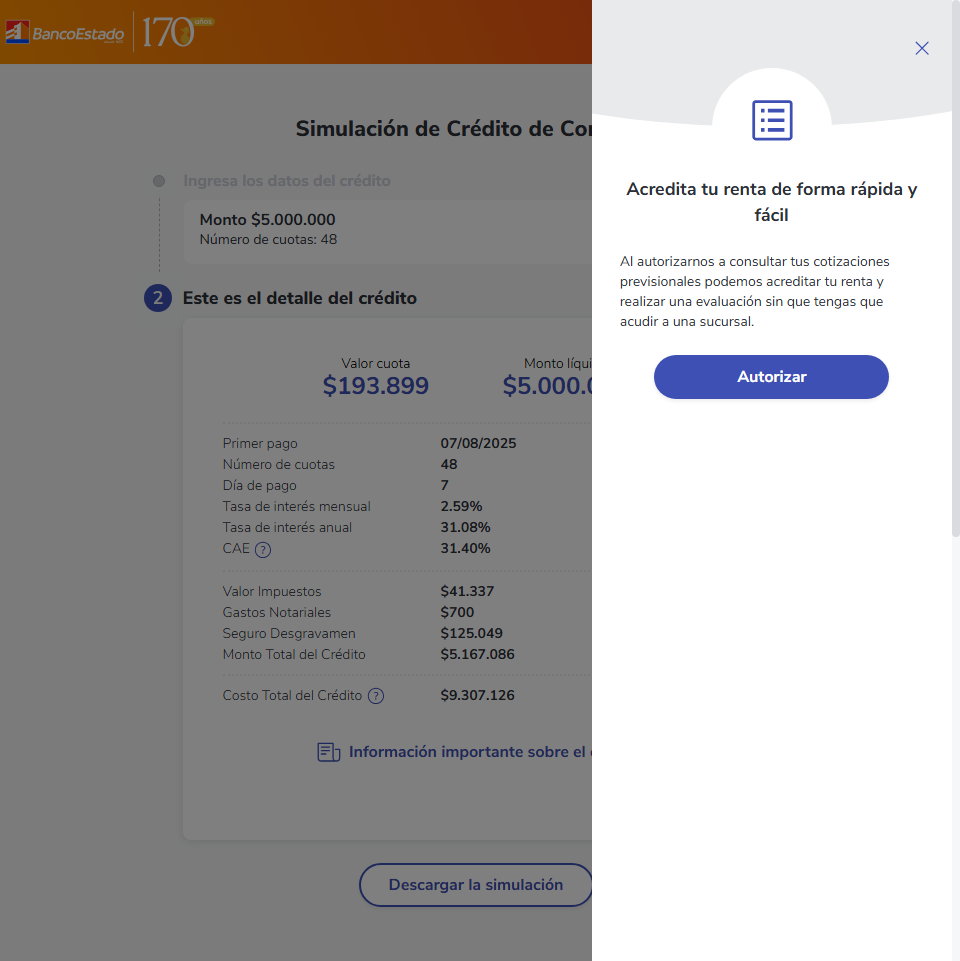 BancoEstado
170 años
Simulación de Crédito de Co
Ingresa los datos del crédito
Monto $5.000.000
Número de cuotas: 48
2 Este es el detalle del crédito
Valor cuota
$193.899
Monto líqui
$5.000.0
Primer pago 07/08/2025
Número de cuotas 48
Día de pago 7
Tasa de interés mensual 2.59%
Tasa de interés anual 31.08%
CAE ? 31.40%
Valor Impuestos $41.337
Gastos Notariales $700
Seguro Desgravamen $125.049
Monto Total del Crédito $5.167.086
Costo Total del Crédito ? $9.307.126
Información importante sobre el
Descargar la simulación
Acredita tu renta de forma rápida y
fácil
Al autorizarnos a consultar tus cotizaciones
previsionales podemos acreditar tu renta y
realizar una evaluación sin que tengas que
acudir a una sucursal.
Autorizar